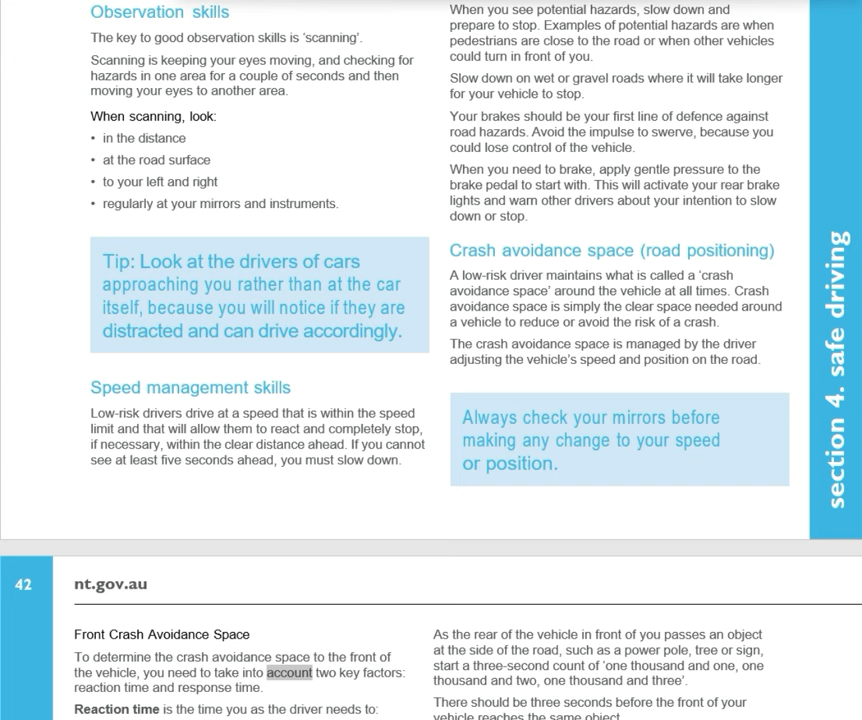 Observation skills
The key to good observation skills is ‘scanning’.
Scanning is keeping your eyes moving, and checking for
hazards in one area for a couple of seconds and then
moving your eyes to another area.
When scanning, look:
• in the distance
• at the road surface
• to your left and right
• regularly at your mirrors and instruments.
Tip: Look at the drivers of cars
approaching you rather than at the car
itself, because you will notice if they are
distracted and can drive accordingly.
Speed management skills
Low-risk drivers drive at a speed that is within the speed
limit and that will allow them to react and completely stop,
if necessary, within the clear distance ahead. If you cannot
see at least five seconds ahead, you must slow down.
When you see potential hazards, slow down and
prepare to stop. Examples of potential hazards are when
pedestrians are close to the road or when other vehicles
could turn in front of you.
Slow down on wet or gravel roads where it will take longer
for your vehicle to stop.
Your brakes should be your first line of defence against
road hazards. Avoid the impulse to swerve, because you
could lose control of the vehicle.
When you need to brake, apply gentle pressure to the
brake pedal to start with. This will activate your rear brake
lights and warn other drivers about your intention to slow
down or stop.
Crash avoidance space (road positioning)
A low-risk driver maintains what is called a ‘crash
avoidance space’ around the vehicle at all times. Crash
avoidance space is simply the clear space needed around
a vehicle to reduce or avoid the risk of a crash.
The crash avoidance space is managed by the driver
adjusting the vehicle’s speed and position on the road.
Always check your mirrors before
making any change to your speed
or position.
section 4. safe driving
42
nt.gov.au
Front Crash Avoidance Space
To determine the crash avoidance space to the front of
the vehicle, you need to take into account two key factors:
reaction time and response time.
Reaction time is the time you as the driver needs to:
As the rear of the vehicle in front of you passes an object
at the side of the road, such as a power pole, tree or sign,
start a three-second count of ‘one thousand and one, one
thousand and two, one thousand and three’.
There should be three seconds before the front of your
vehicle reaches the same object.